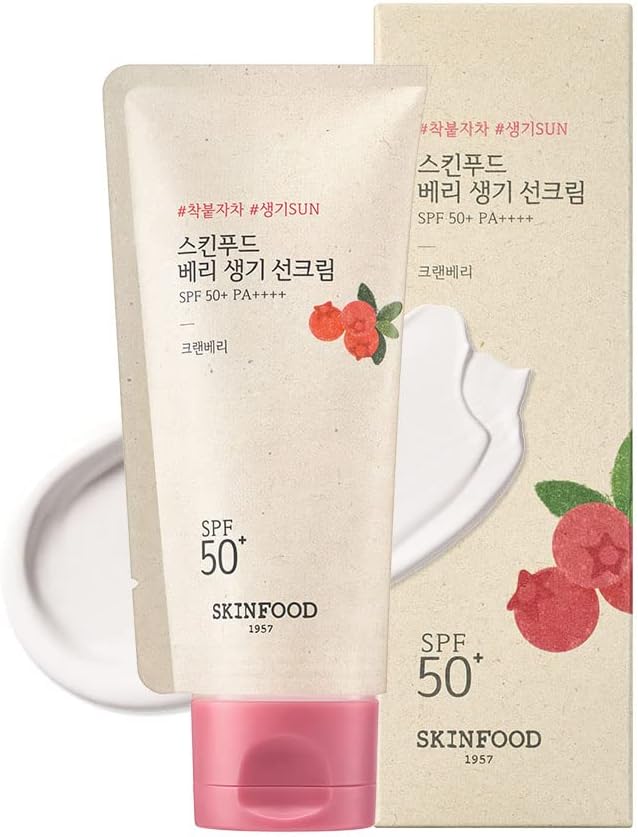 #착붙자차 #생기SUN
스킨푸드
베리 생기 선크림
SPF 50+ PA++++
크랜베리
SPF
50+
SKINFOOD
1957
#착붙자차 #생기SUN
스킨푸드
베리 생기 선크림
SPF 50+ PA++++
크랜베리
SPF
50+
SKINFOOD
1957